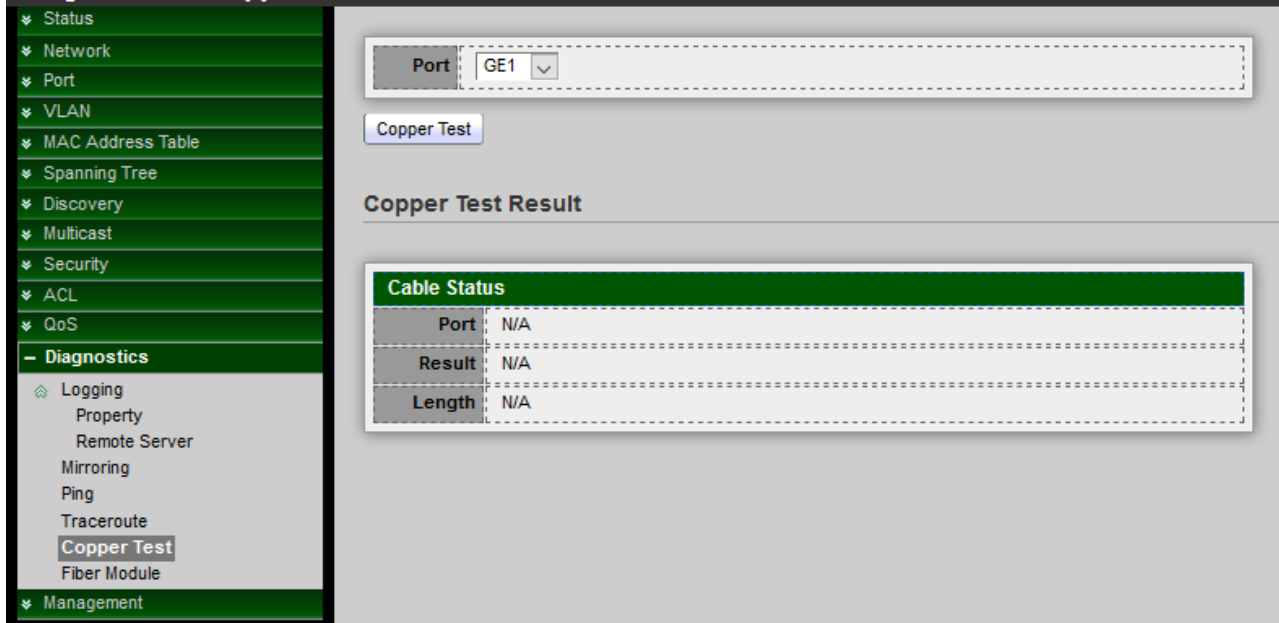 Status
Network
Port
VLAN
MAC Address Table
Spanning Tree
Discovery
Multicast
Security
ACL
QoS
Diagnostics
Logging
Property
Remote Server
Mirroring
Ping
Traceroute
Copper Test
Fiber Module
Management
Port GE1
Copper Test
Copper Test Result
Cable Status
Port N/A
Result N/A
Length N/A